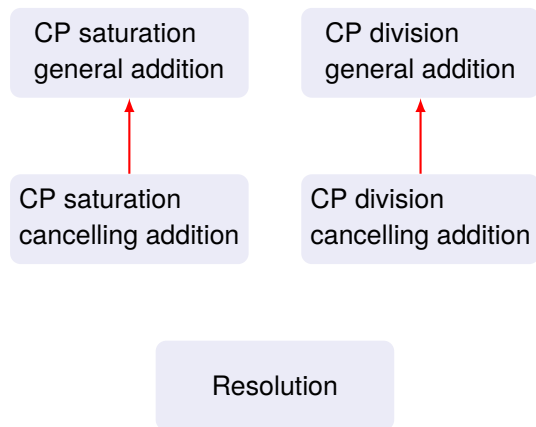 CP saturation
general addition
CP division
general addition
CP saturation
cancelling addition
CP division
cancelling addition
Resolution